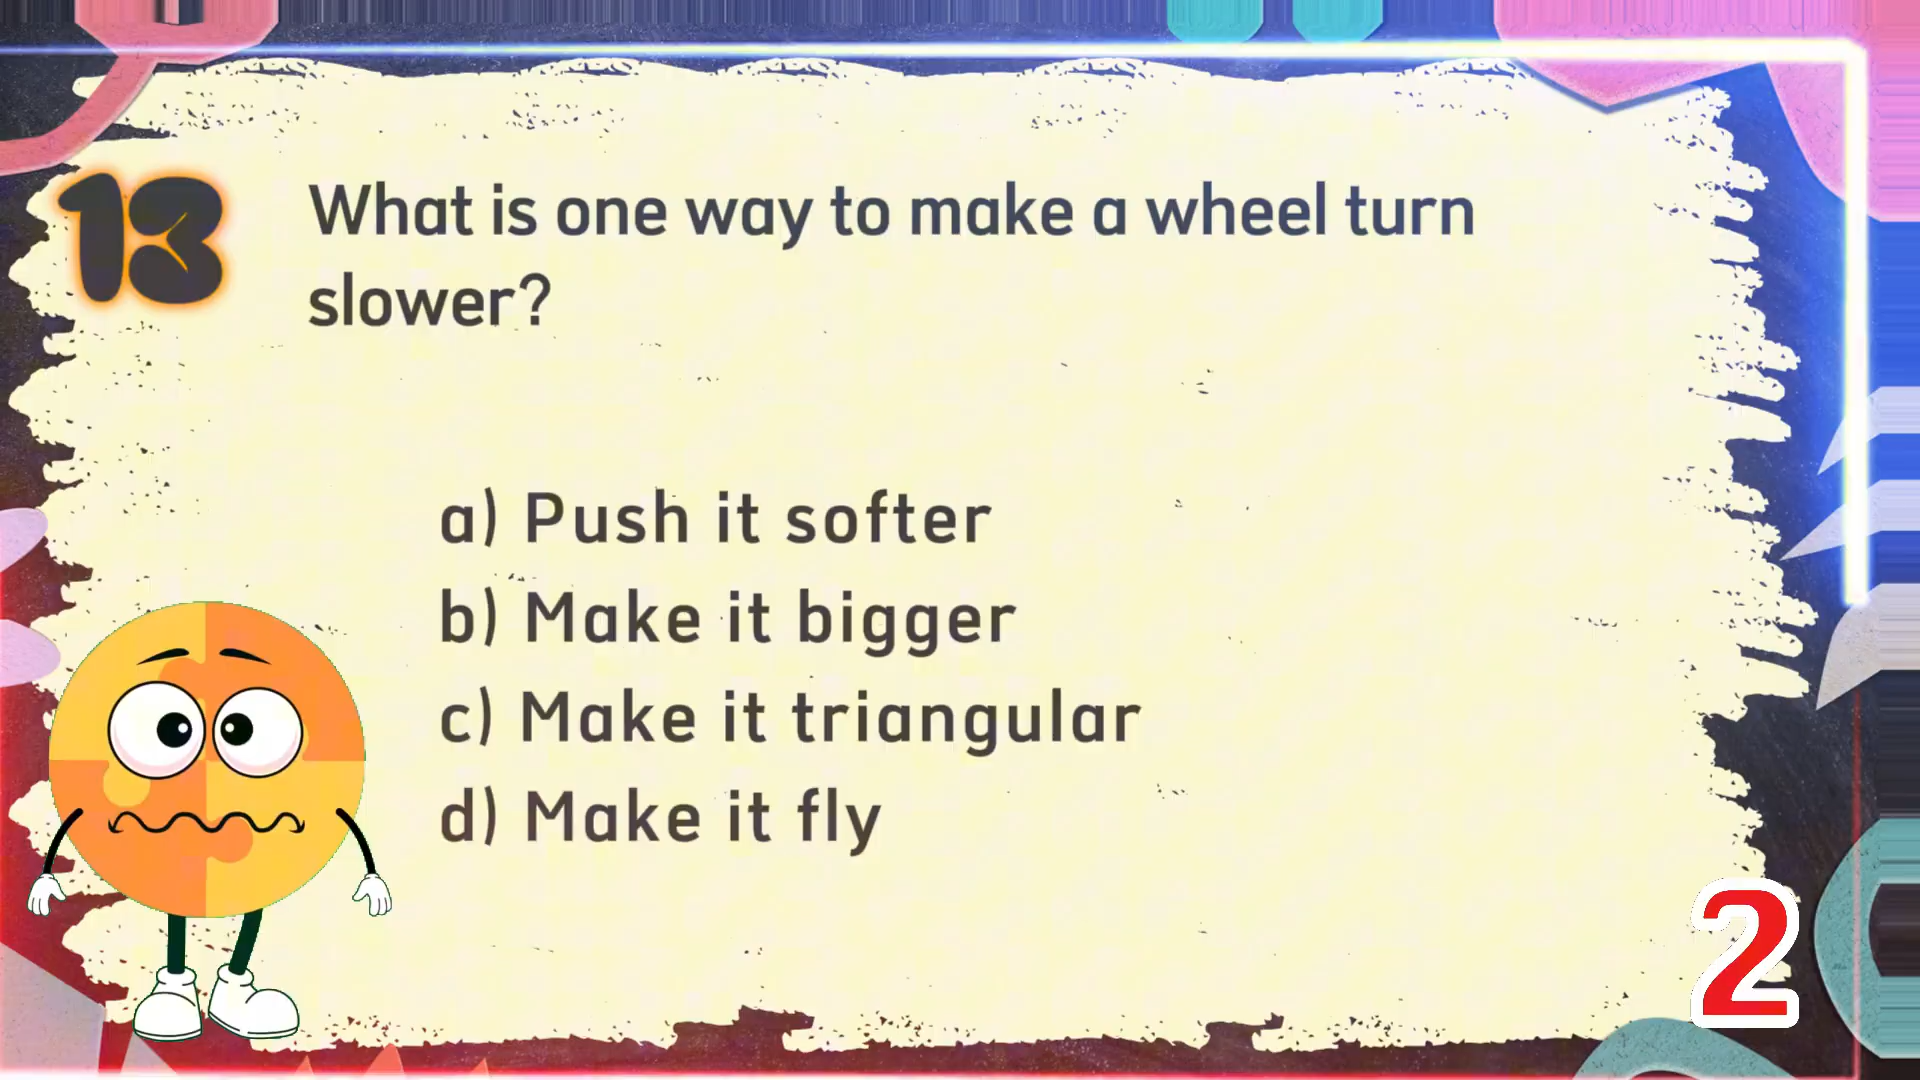 13
What is one way to make a wheel turn
slower?
a) Push it softer
b) Make it bigger
c) Make it triangular
d) Make it fly
2